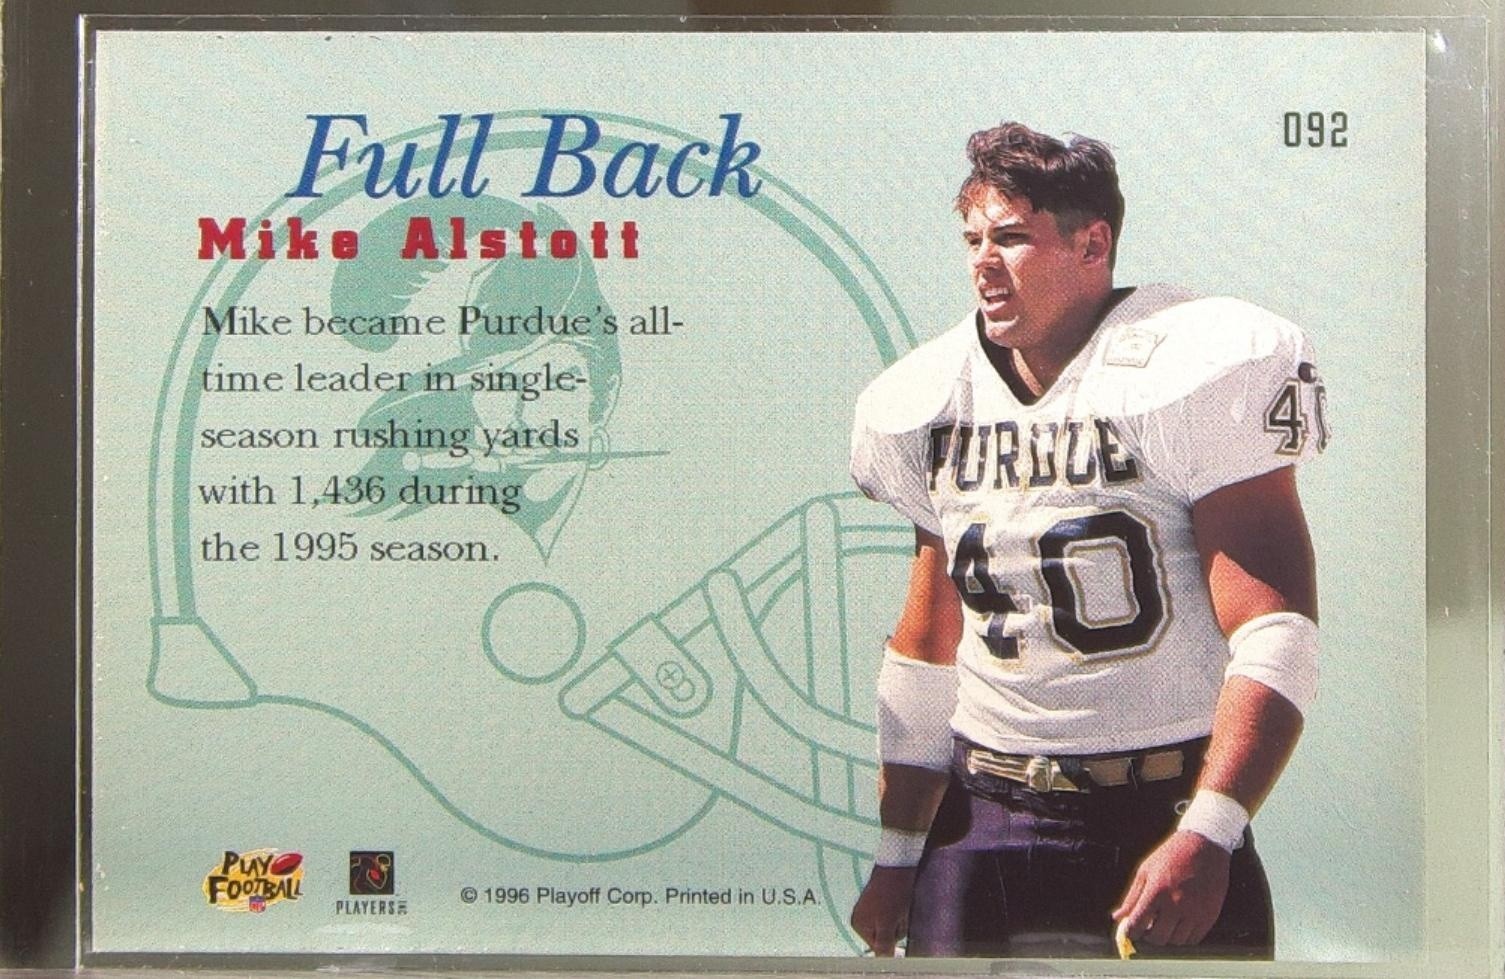 092
Full Back
Mike Alstott
Mike became Purdue's all-
time leader in single-
season rushing yards
with 1,436 during
the 1995 season.
PURDUE
40
40
PLAY
FOOTBALL
PLAYERS INC
© 1996 Playoff Corp. Printed in U.S.A.